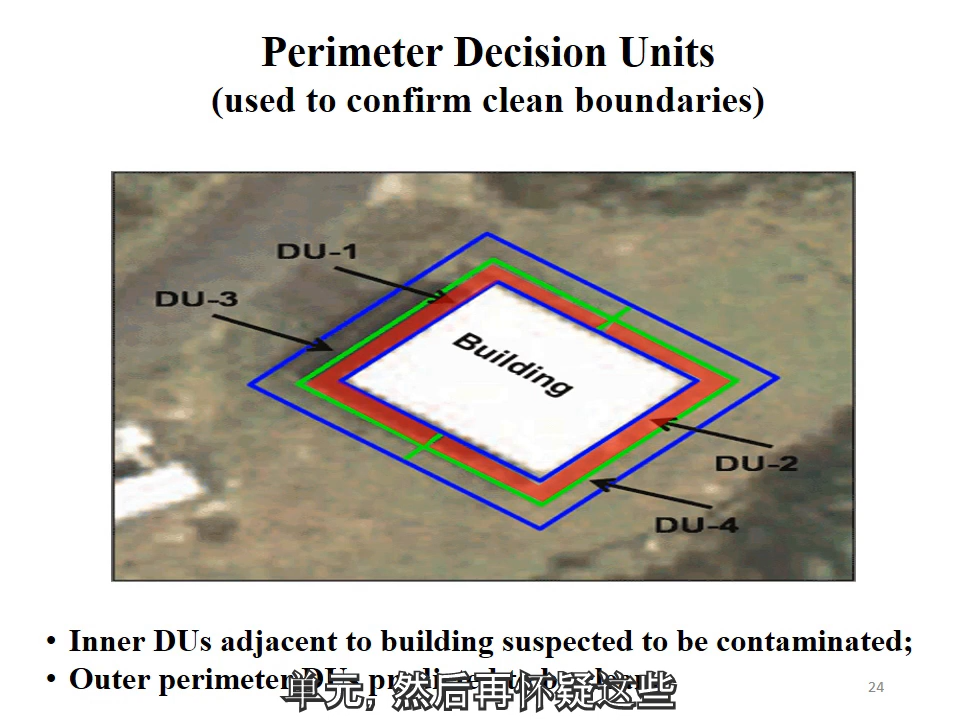 Perimeter Decision Units
(used to confirm clean boundaries)
DU-1
DU-3
Building
DU-2
DU-4
• Inner DUs adjacent to building suspected to be contaminated;
• Outer perimeter
单元, 然后再怀疑这些
24